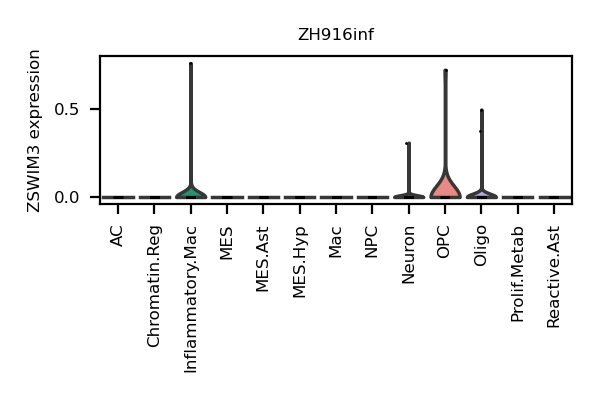 ZH916inf
ZSWIM3 expression
0.5
0.0
AC
Chromatin.Reg
Inflammatory.Mac
MES
MES.Ast
MES.Hyp
Mac
NPC
Neuron
OPC
Oligo
Prolif.Metab
Reactive.Ast